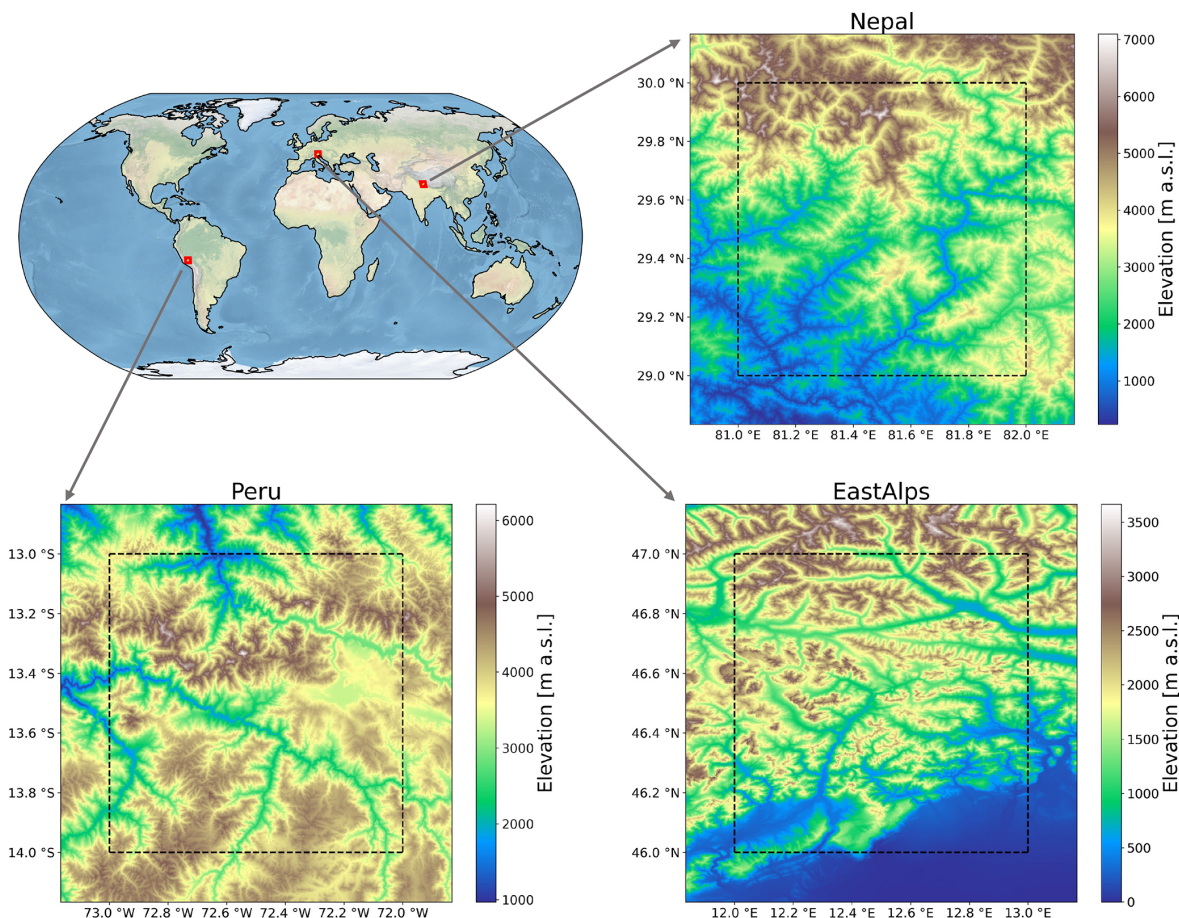 Nepal
30.0 °N
29.8 °N
29.6 °N
29.4 °N
29.2 °N
29.0 °N
81.0 °E 81.2 °E 81.4 °E 81.6 °E 81.8 °E 82.0 °E
7000
6000
5000
4000
3000
2000
1000
Elevation [m a.s.l.]
Peru
13.0 °S
13.2 °S
13.4 °S
13.6 °S
13.8 °S
14.0 °S
73.0 °W 72.8 °W 72.6 °W 72.4 °W 72.2 °W 72.0 °W
6000
5000
4000
3000
2000
1000
Elevation [m a.s.l.]
EastAlps
47.0 °N
46.8 °N
46.6 °N
46.4 °N
46.2 °N
46.0 °N
12.0 °E 12.2 °E 12.4 °E 12.6 °E 12.8 °E 13.0 °E
3500
3000
2500
2000
1500
1000
500
0
Elevation [m a.s.l.]